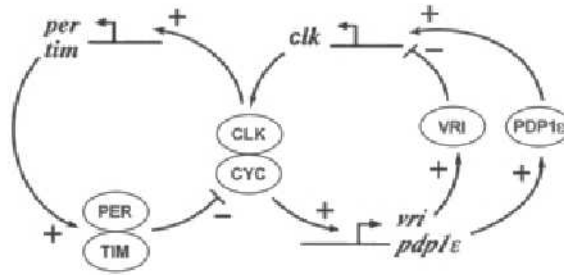 per
tim
+
clk
+
−
CLK
CYC
VRI
PDP1ε
+
PER
TIM
−
+
+
+
vri
pdp1ε